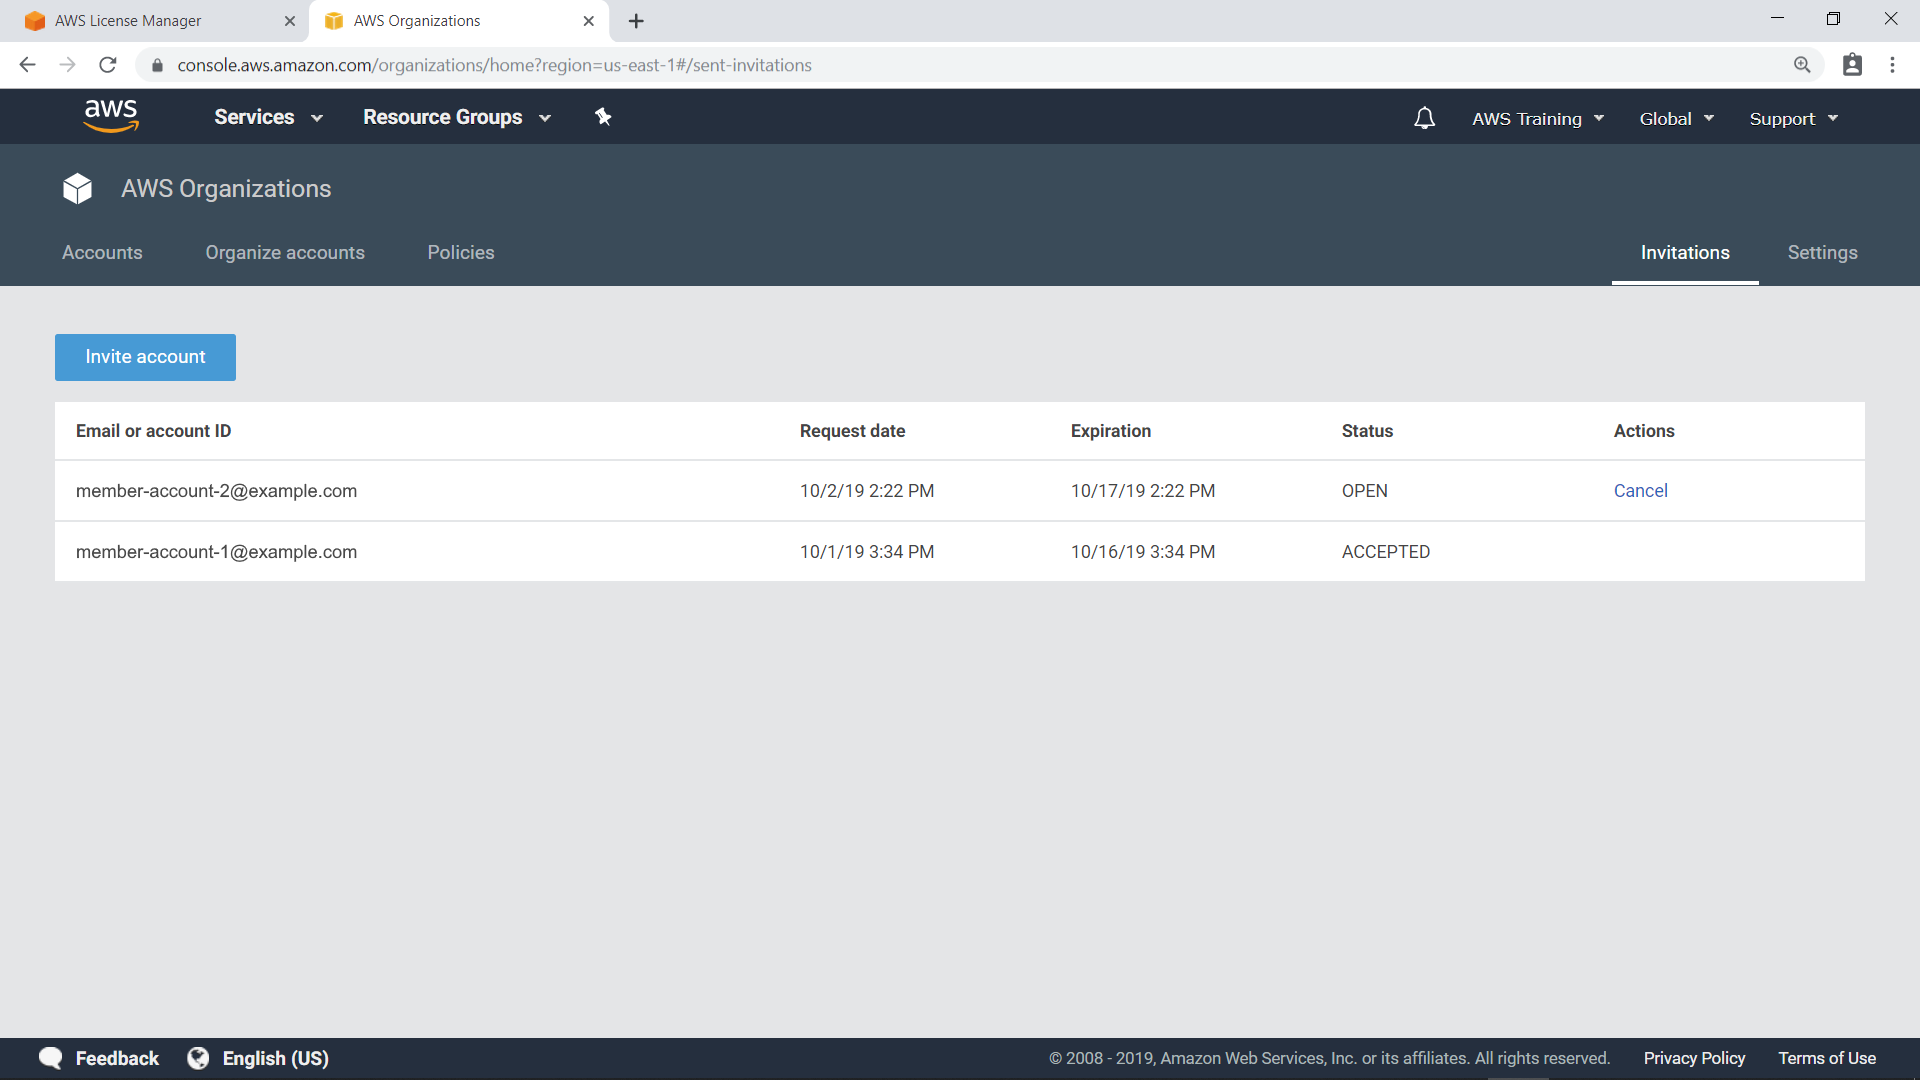 AWS License Manager
AWS Organizations
console.aws.amazon.com/organizations/home?region=us-east-1#/sent-invitations
aws
Services
Resource Groups
AWS Training
Global
Support
AWS Organizations
Accounts
Organize accounts
Policies
Invitations
Settings
Invite account
Email or account ID Request date Expiration Status Actions
member-account-2@example.com 10/2/19 2:22 PM 10/17/19 2:22 PM OPEN Cancel
member-account-1@example.com 10/1/19 3:34 PM 10/16/19 3:34 PM ACCEPTED
Feedback
English (US)
© 2008 - 2019, Amazon Web Services, Inc. or its affiliates. All rights reserved.
Privacy Policy
Terms of Use